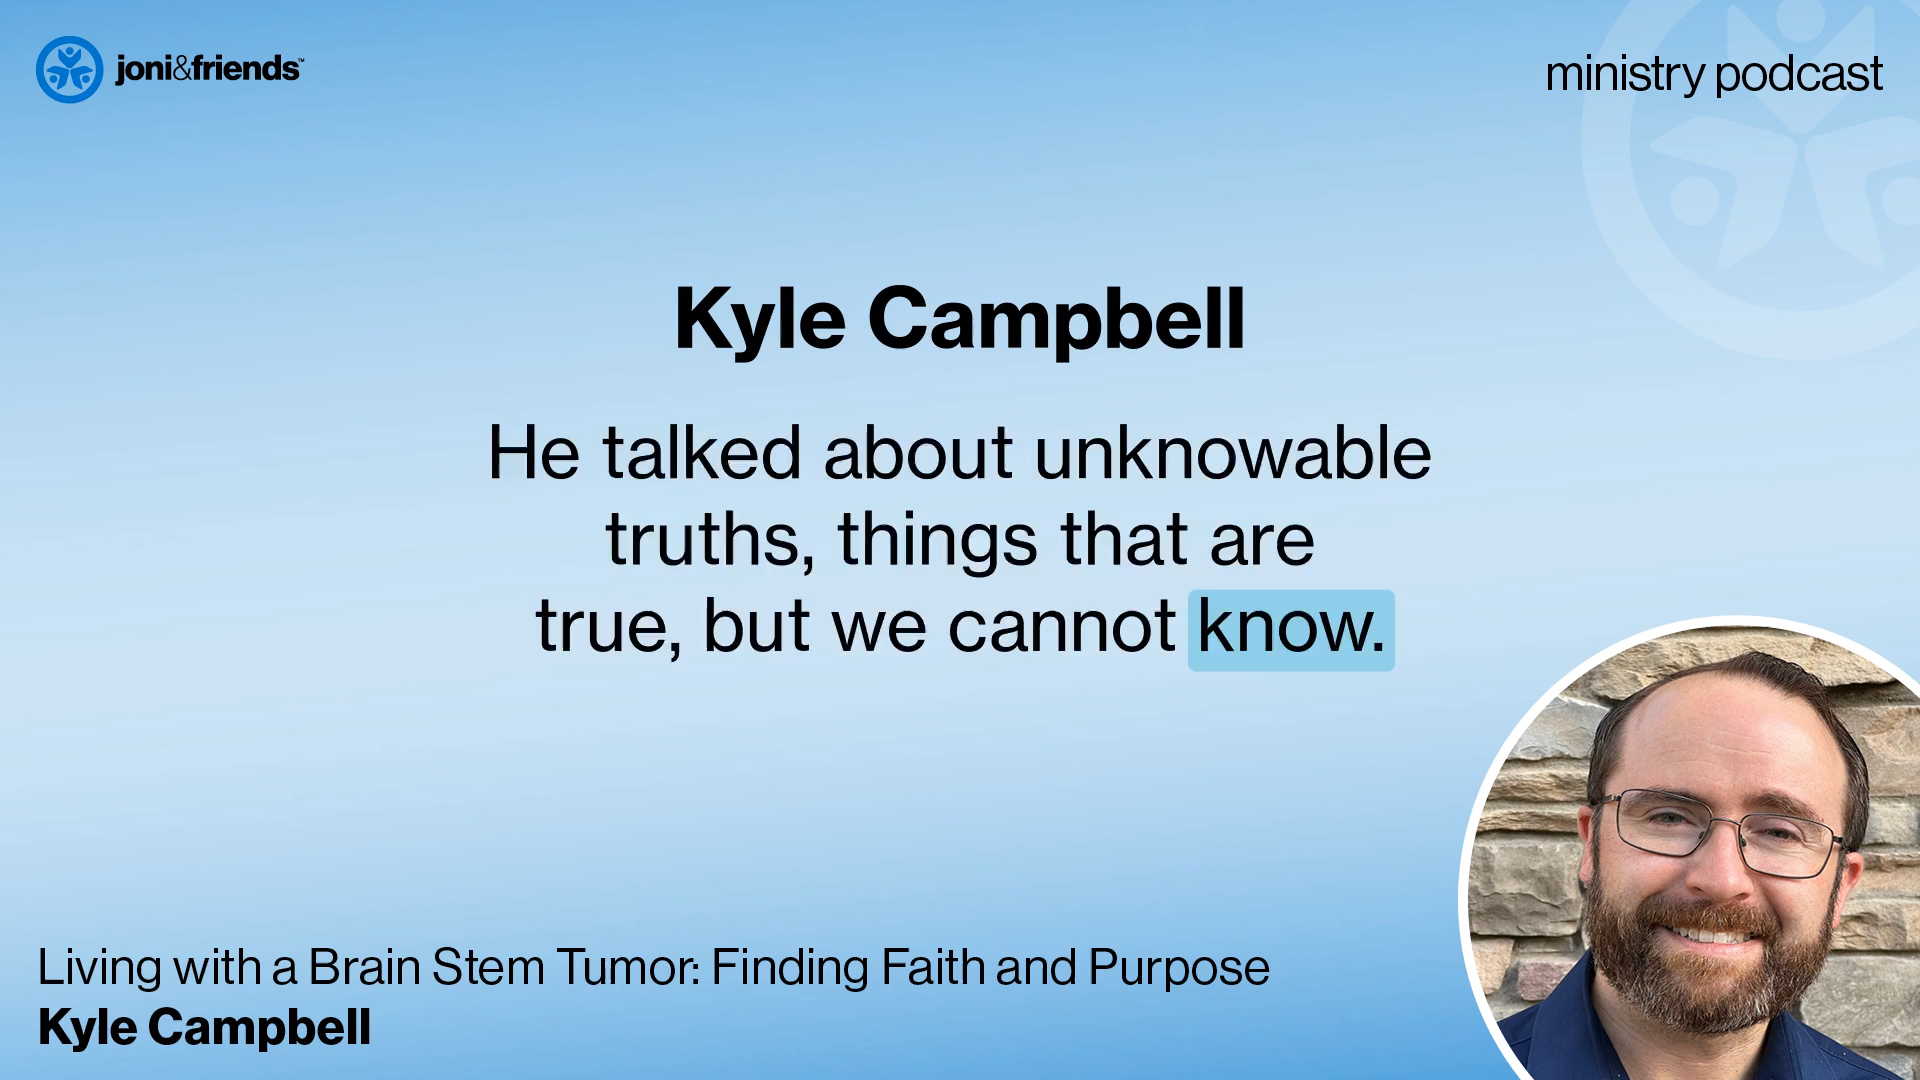 joni&friends™
ministry podcast
Kyle Campbell
He talked about unknowable
truths, things that are
true, but we cannot know.
Living with a Brain Stem Tumor: Finding Faith and Purpose
Kyle Campbell